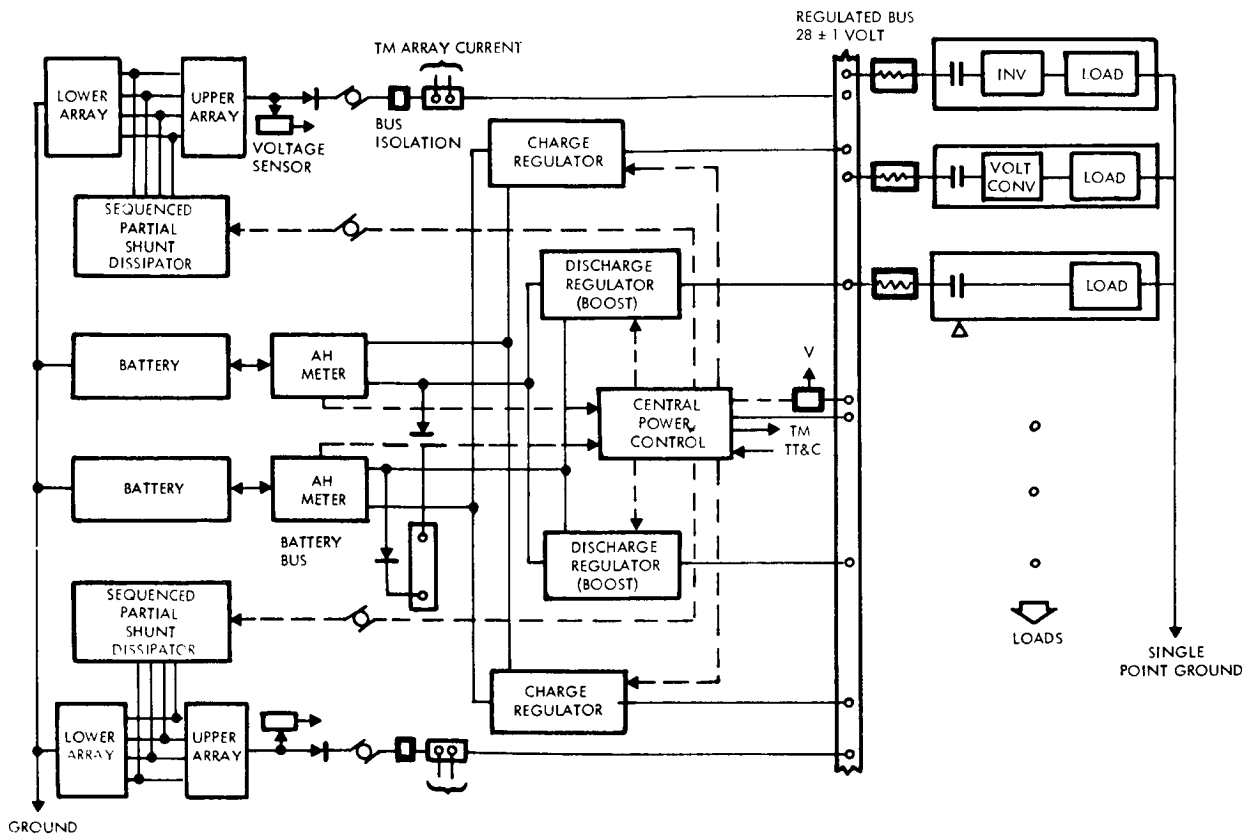 REGULATED BUS
28 ± 1 VOLT
TM ARRAY CURRENT
LOWER
ARRAY
UPPER
ARRAY
VOLTAGE
SENSOR
BUS
ISOLATION
CHARGE
REGULATOR
INV
LOAD
VOLT
CONV
LOAD
SEQUENCED
PARTIAL
SHUNT
DISSIPATOR
DISCHARGE
REGULATOR
(BOOST)
LOAD
BATTERY
AH
METER
V
CENTRAL
POWER
CONTROL
TM
TT&C
BATTERY
AH
METER
BATTERY
BUS
DISCHARGE
REGULATOR
(BOOST)
SEQUENCED
PARTIAL
SHUNT
DISSIPATOR
LOADS
SINGLE
POINT GROUND
CHARGE
REGULATOR
LOWER
ARRAY
UPPER
ARRAY
GROUND